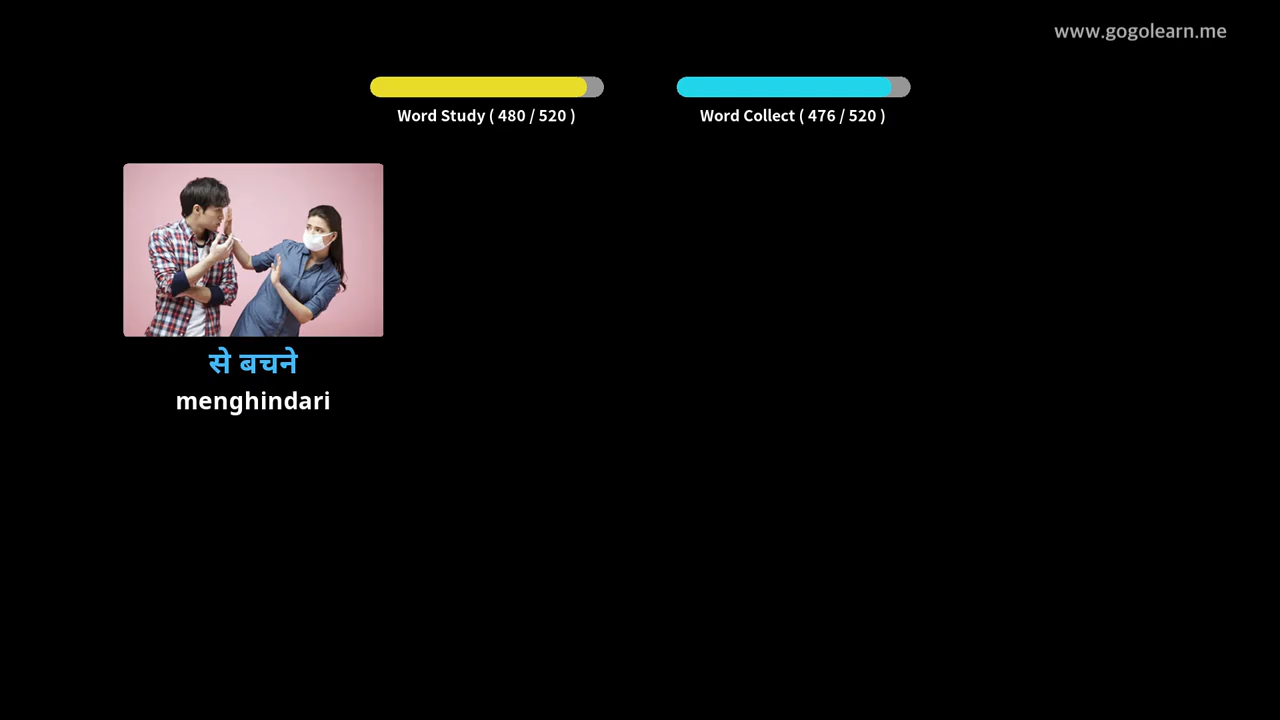 www.gogolearn.me
Word Study ( 480 / 520 )
Word Collect ( 476 / 520 )
से बचने
menghindari